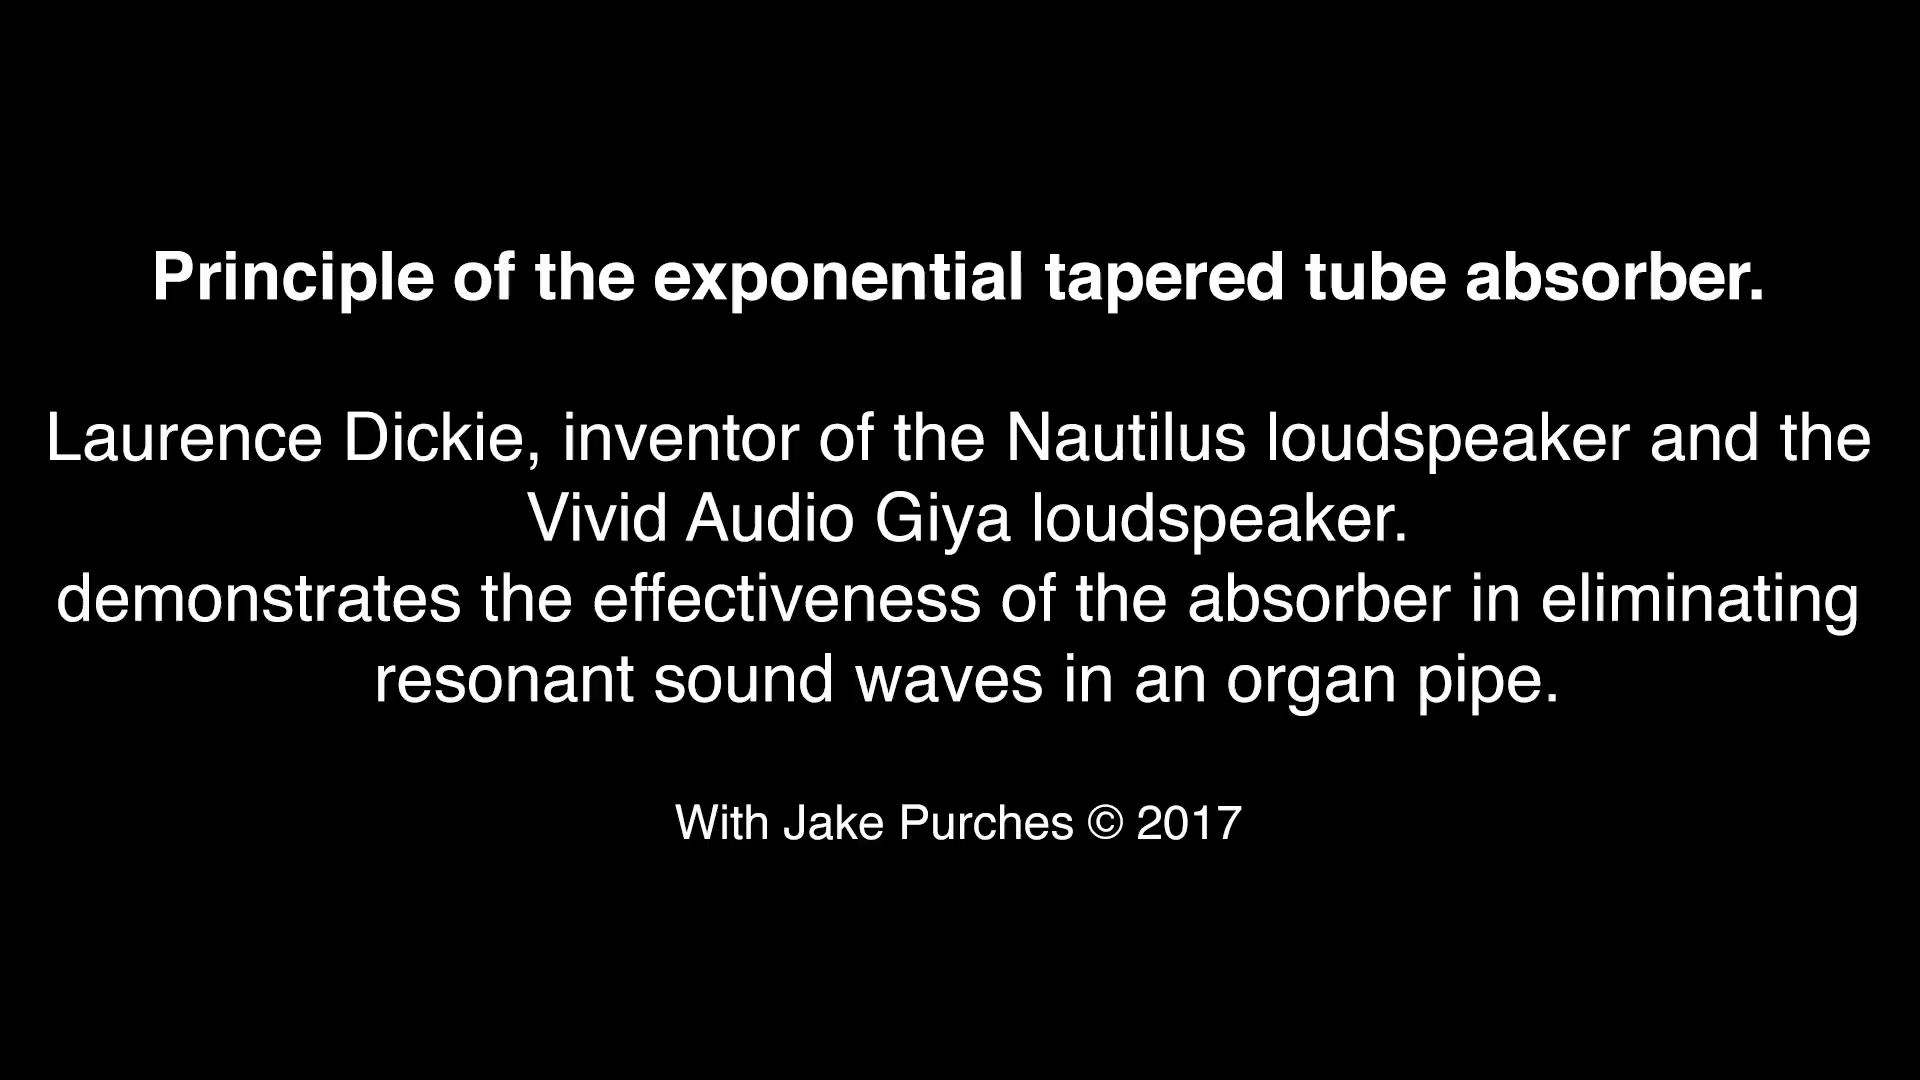 Principle of the exponential tapered tube absorber.
Laurence Dickie, inventor of the Nautilus loudspeaker and the
Vivid Audio Giya loudspeaker.
demonstrates the effectiveness of the absorber in eliminating
resonant sound waves in an organ pipe.
With Jake Purches © 2017